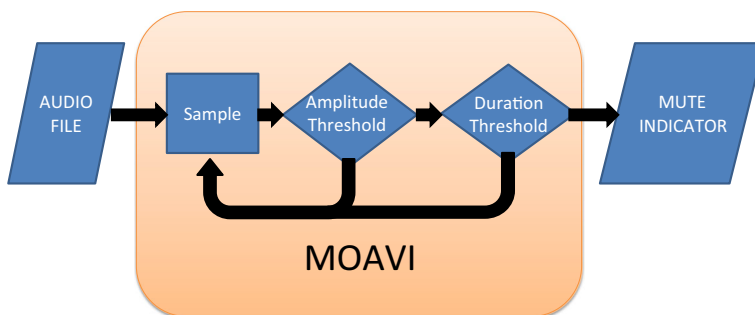 AUDIO
FILE
Sample
Amplitude
Threshold
Duration
Threshold
MUTE
INDICATOR
MOAVI